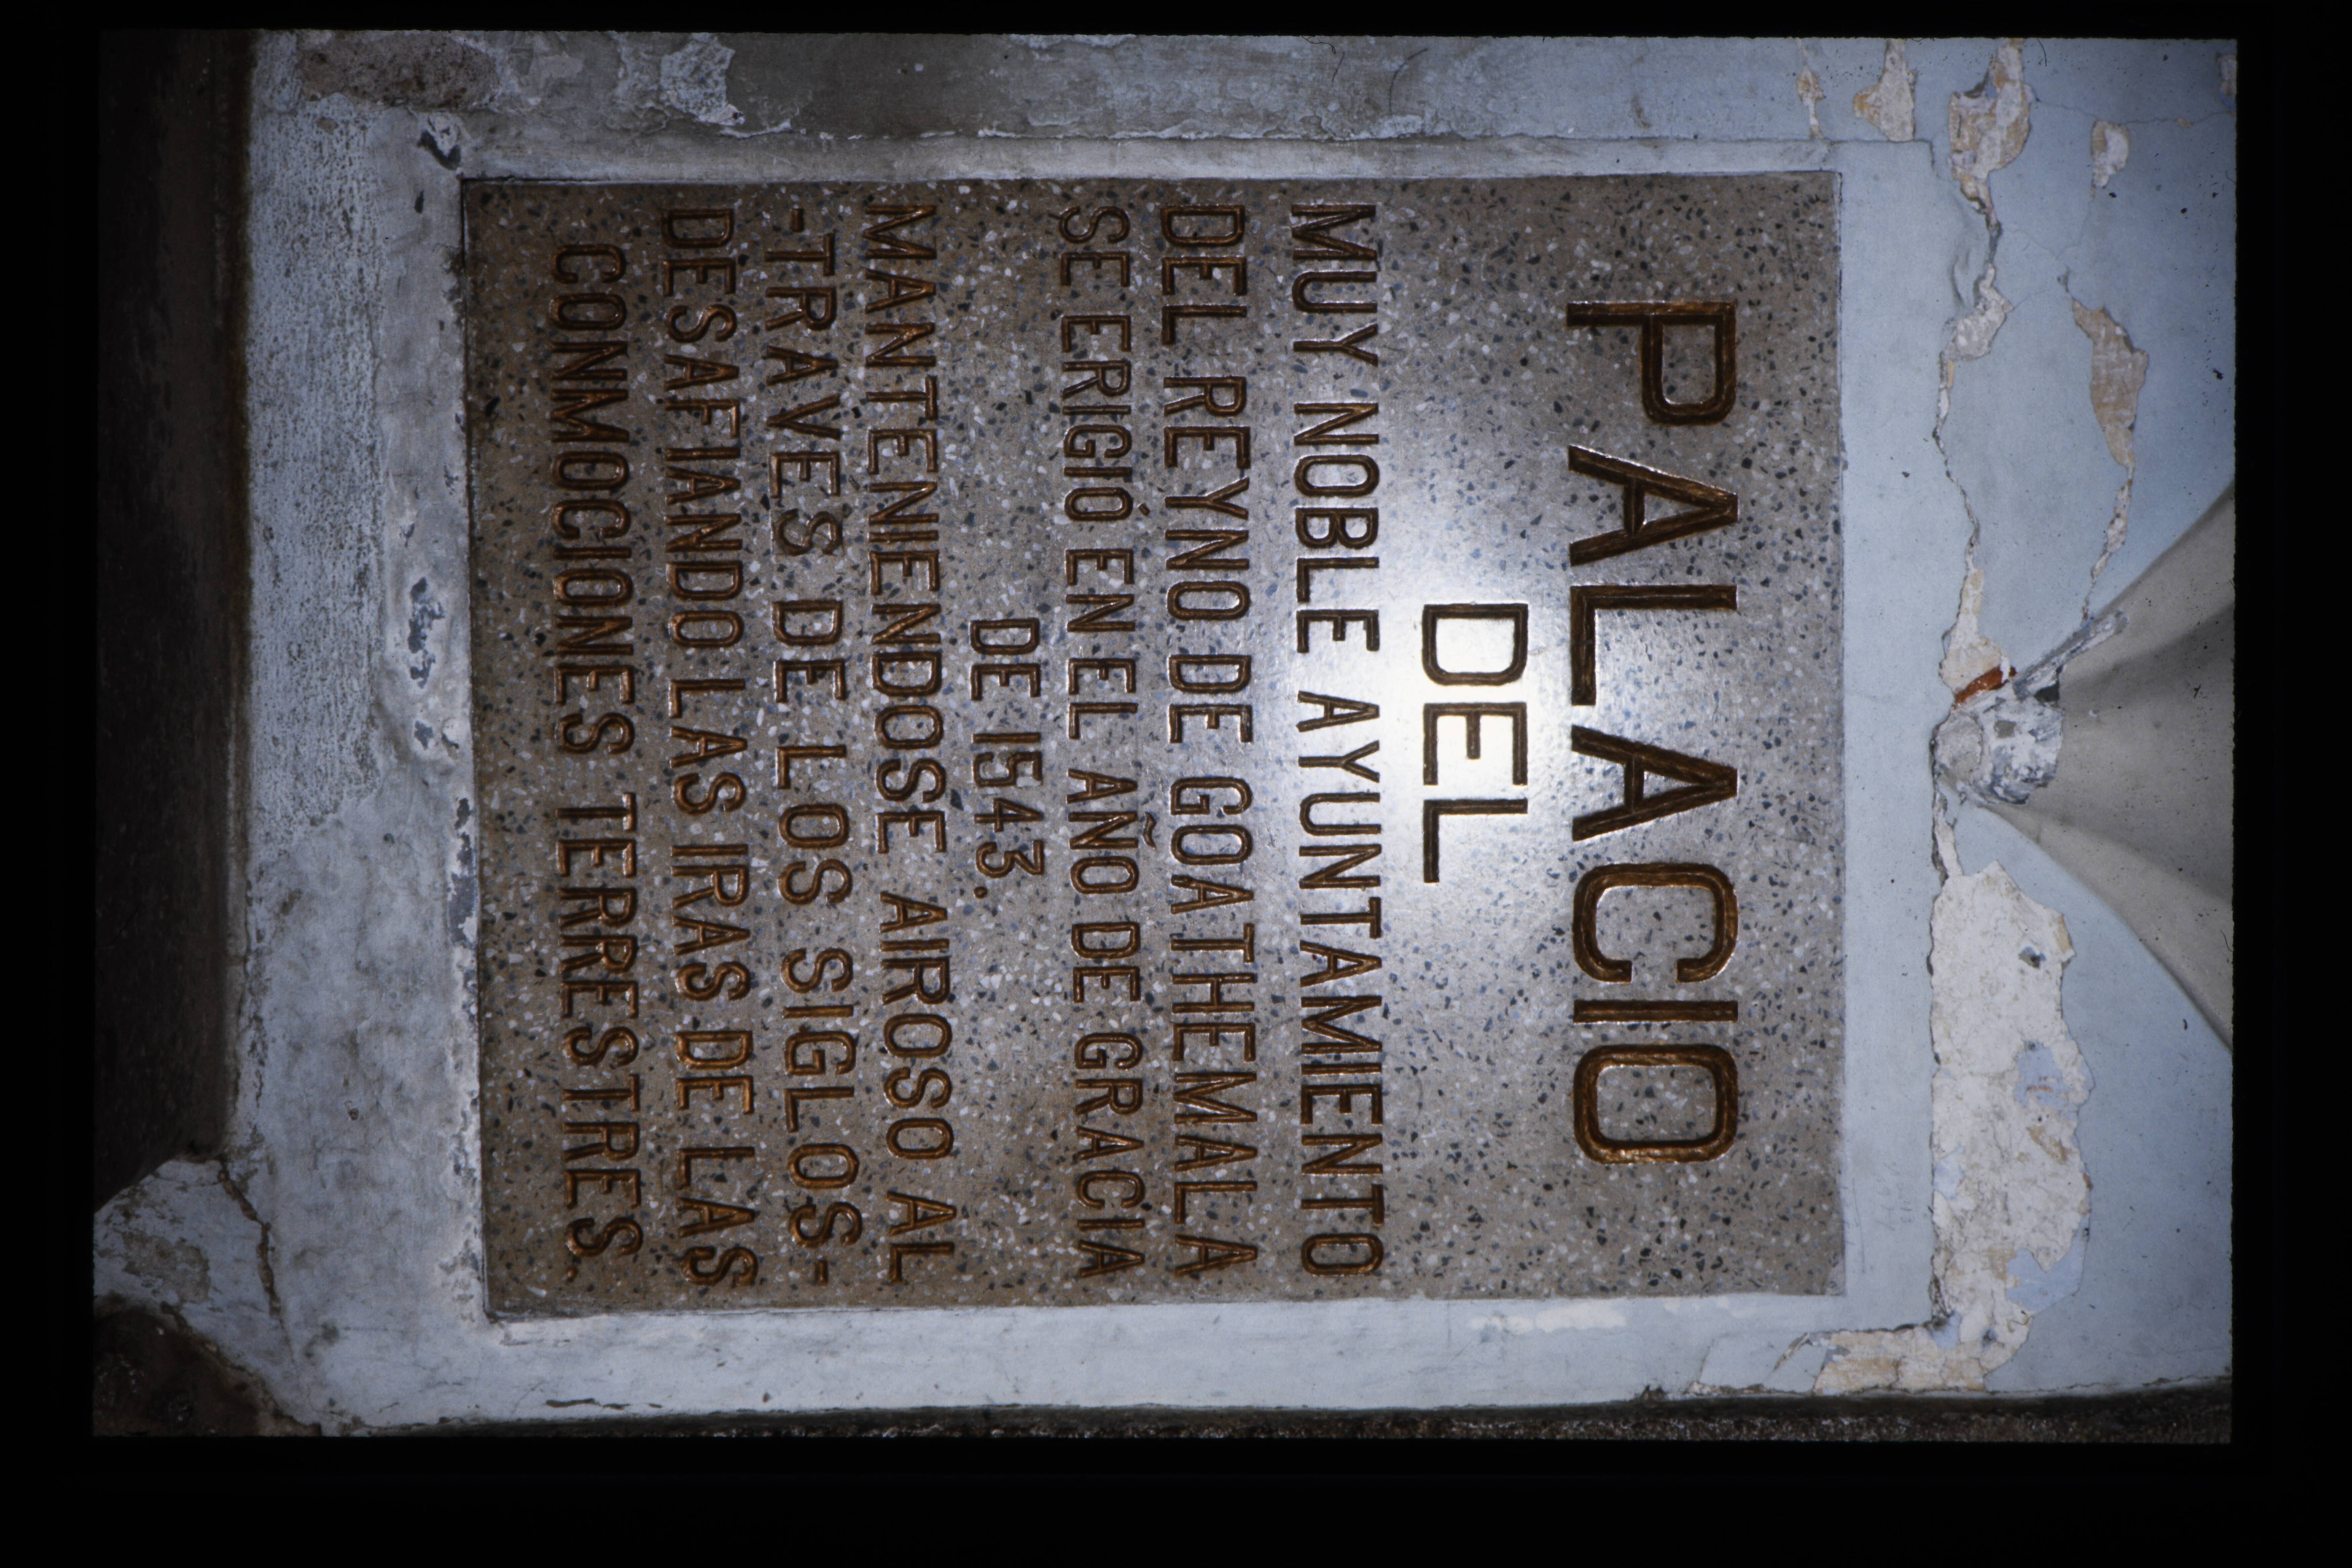 PALACIO
DEL
MUY NOBLE AYUNTAMIENTO
DEL REYNO DE GOATHEMALA
SE ERIGIÓ EN EL AÑO DE GRACIA
DE 1543.
MANTENIENDOSE AIROSO AL
-TRAVES DE LOS SIGLOS-
DESAFIANDO LAS IRAS DE LAS
CONMOCIONES TERRESTRES.